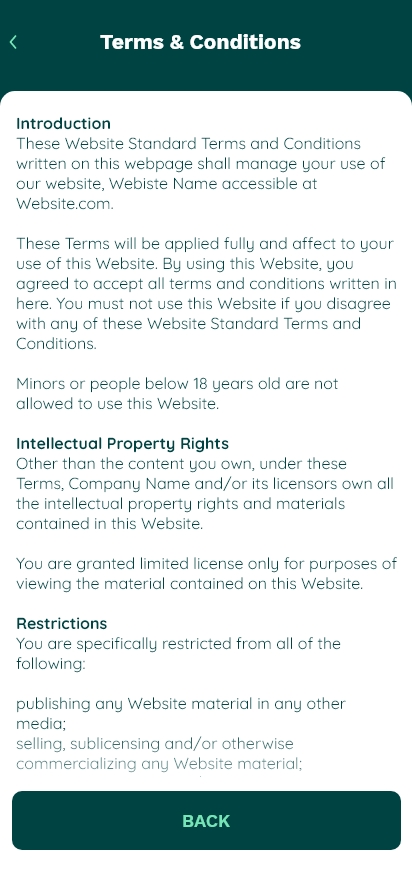 Terms & Conditions
Introduction
These Website Standard Terms and Conditions
written on this webpage shall manage your use of
our website, Webiste Name accessible at
Website.com.
These Terms will be applied fully and affect to your
use of this Website. By using this Website, you
agreed to accept all terms and conditions written in
here. You must not use this Website if you disagree
with any of these Website Standard Terms and
Conditions.
Minors or people below 18 years old are not
allowed to use this Website.
Intellectual Property Rights
Other than the content you own, under these
Terms, Company Name and/or its licensors own all
the intellectual property rights and materials
contained in this Website.
You are granted limited license only for purposes of
viewing the material contained on this Website.
Restrictions
You are specifically restricted from all of the
following:
publishing any Website material in any other
media;
selling, sublicensing and/or otherwise
commercializing any Website material;
BACK